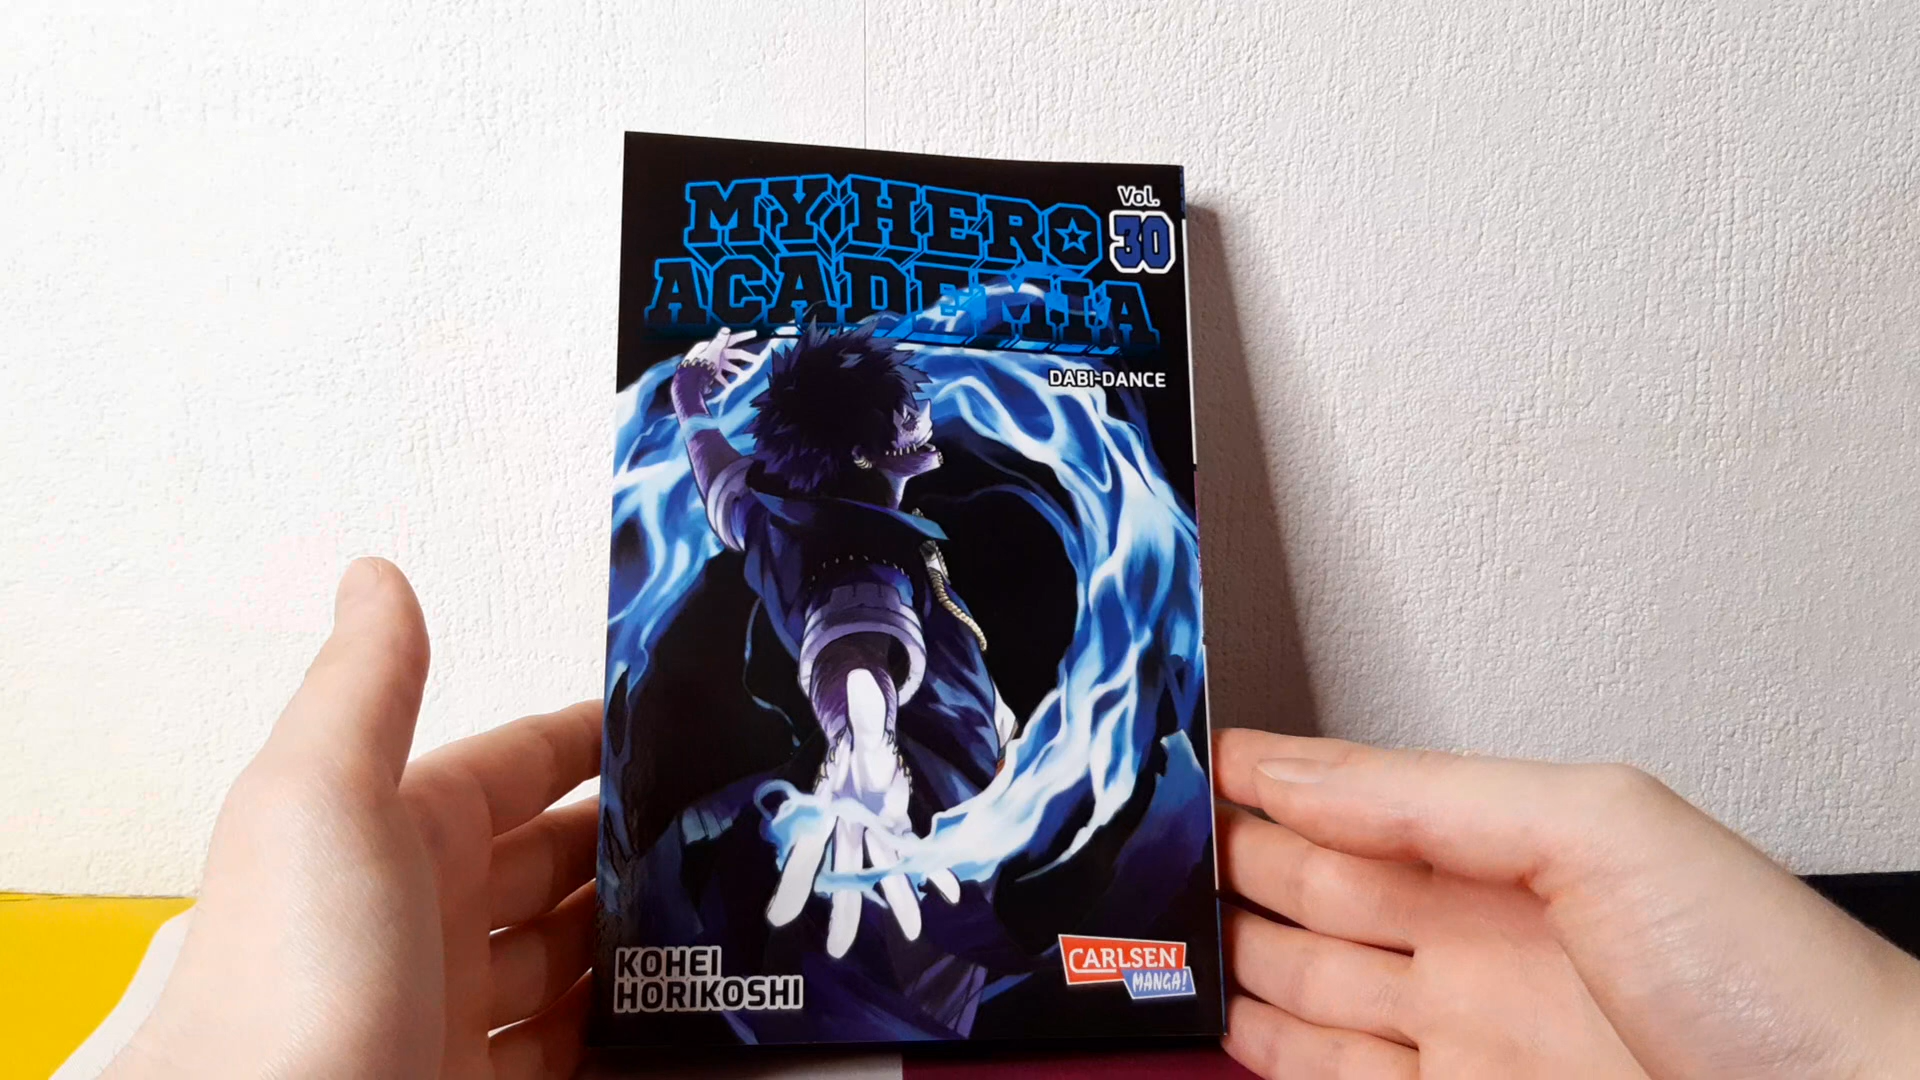 MY HERO
ACADEMIA
Vol.
30
DABI-DANCE
KOHEI
HORIKOSHI
CARLSEN
MANGA!